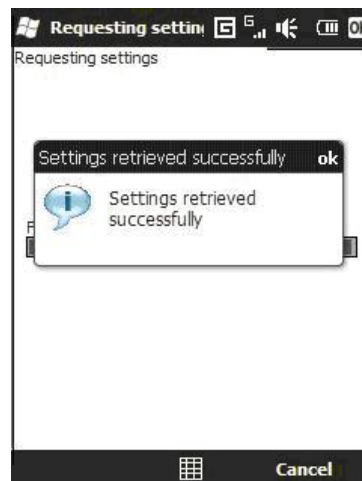 Requesting settin
Requesting settings
Settings retrieved successfully ok
Settings retrieved
successfully
Cancel